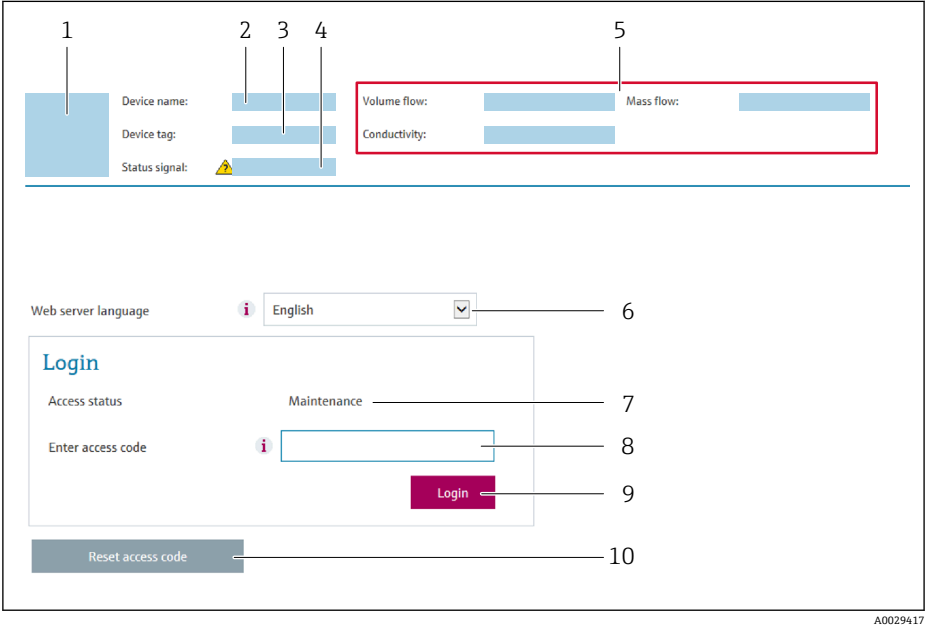 1 2 3 4 5
Device name: Volume flow: Mass flow:
Device tag: Conductivity:
Status signal: ?
Web server language i English 6
Login
Access status Maintenance 7
Enter access code i 8
Login 9
Reset access code 10
A0029417